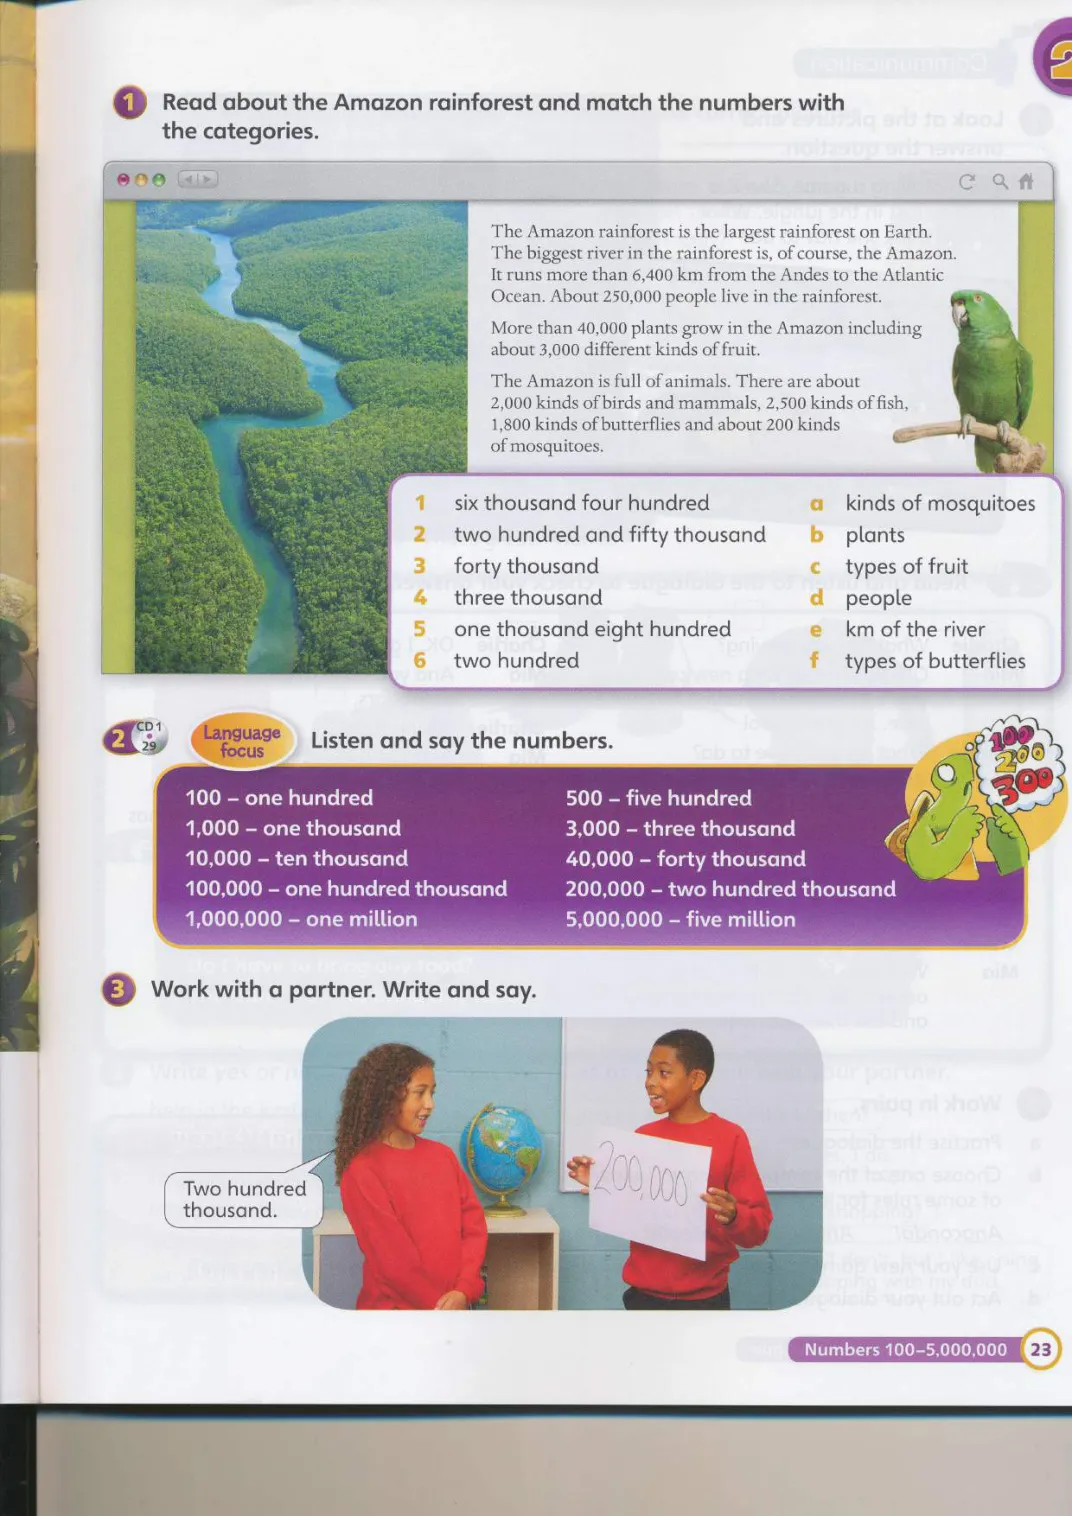 2
1 Read about the Amazon rainforest and match the numbers with
the categories.
The Amazon rainforest is the largest rainforest on Earth.
The biggest river in the rainforest is, of course, the Amazon.
It runs more than 6,400 km from the Andes to the Atlantic
Ocean. About 250,000 people live in the rainforest.
More than 40,000 plants grow in the Amazon including
about 3,000 different kinds of fruit.
The Amazon is full of animals. There are about
2,000 kinds of birds and mammals, 2,500 kinds of fish,
1,800 kinds of butterflies and about 200 kinds
of mosquitoes.
1 six thousand four hundred
2 two hundred and fifty thousand
3 forty thousand
4 three thousand
5 one thousand eight hundred
6 two hundred
a kinds of mosquitoes
b plants
c types of fruit
d people
e km of the river
f types of butterflies
2 CD1
29
Language
focus
Listen and say the numbers.
100
200
300
100 – one hundred
1,000 – one thousand
10,000 – ten thousand
100,000 – one hundred thousand
1,000,000 – one million
500 – five hundred
3,000 – three thousand
40,000 – forty thousand
200,000 – two hundred thousand
5,000,000 – five million
3 Work with a partner. Write and say.
Two hundred
thousand.
200,000
Numbers 100–5,000,000 23